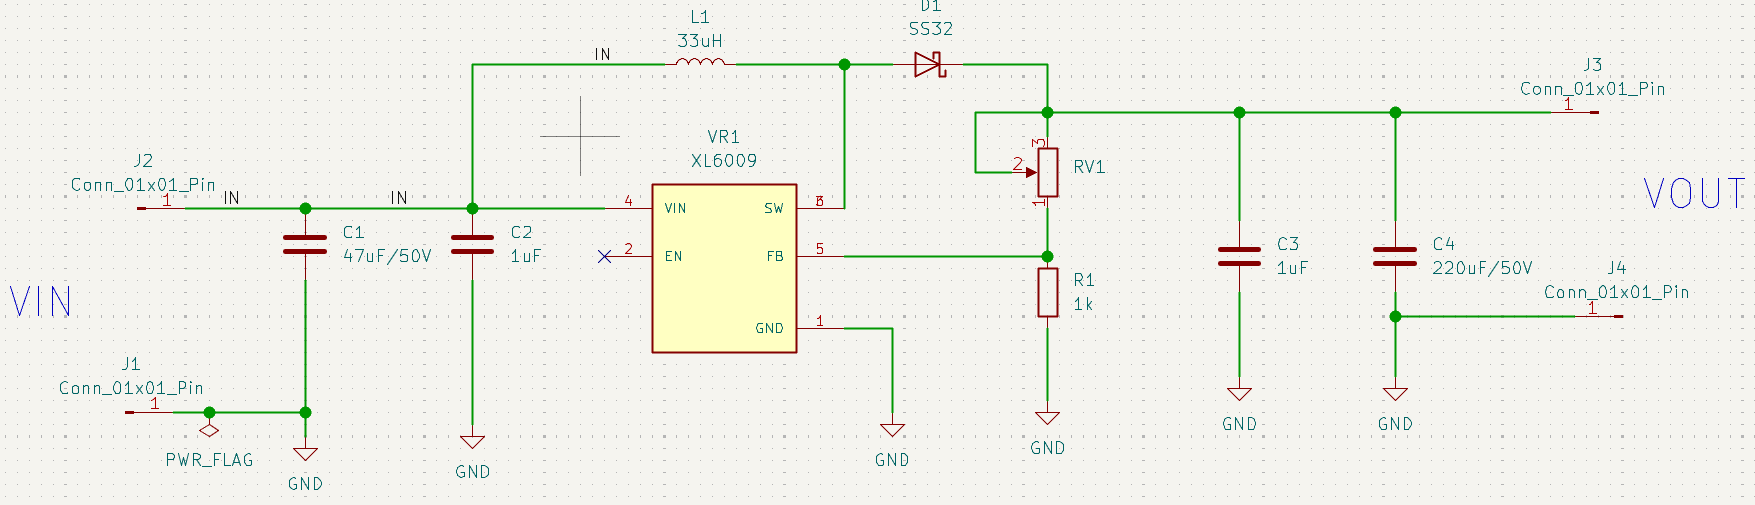 D1
SS32
L1
33uH
IN
J3
Conn_01x01_Pin
1
VR1
XL6009
J2
Conn_01x01_Pin
1
IN
IN
3
2
1
RV1
VOUT
4
VIN
SW
3
2
EN
FB
5
GND
1
C1
47uF/50V
C2
1uF
R1
1k
C3
1uF
C4
220uF/50V
J4
Conn_01x01_Pin
1
VIN
J1
Conn_01x01_Pin
1
PWR_FLAG
GND
GND
GND
GND
GND
GND